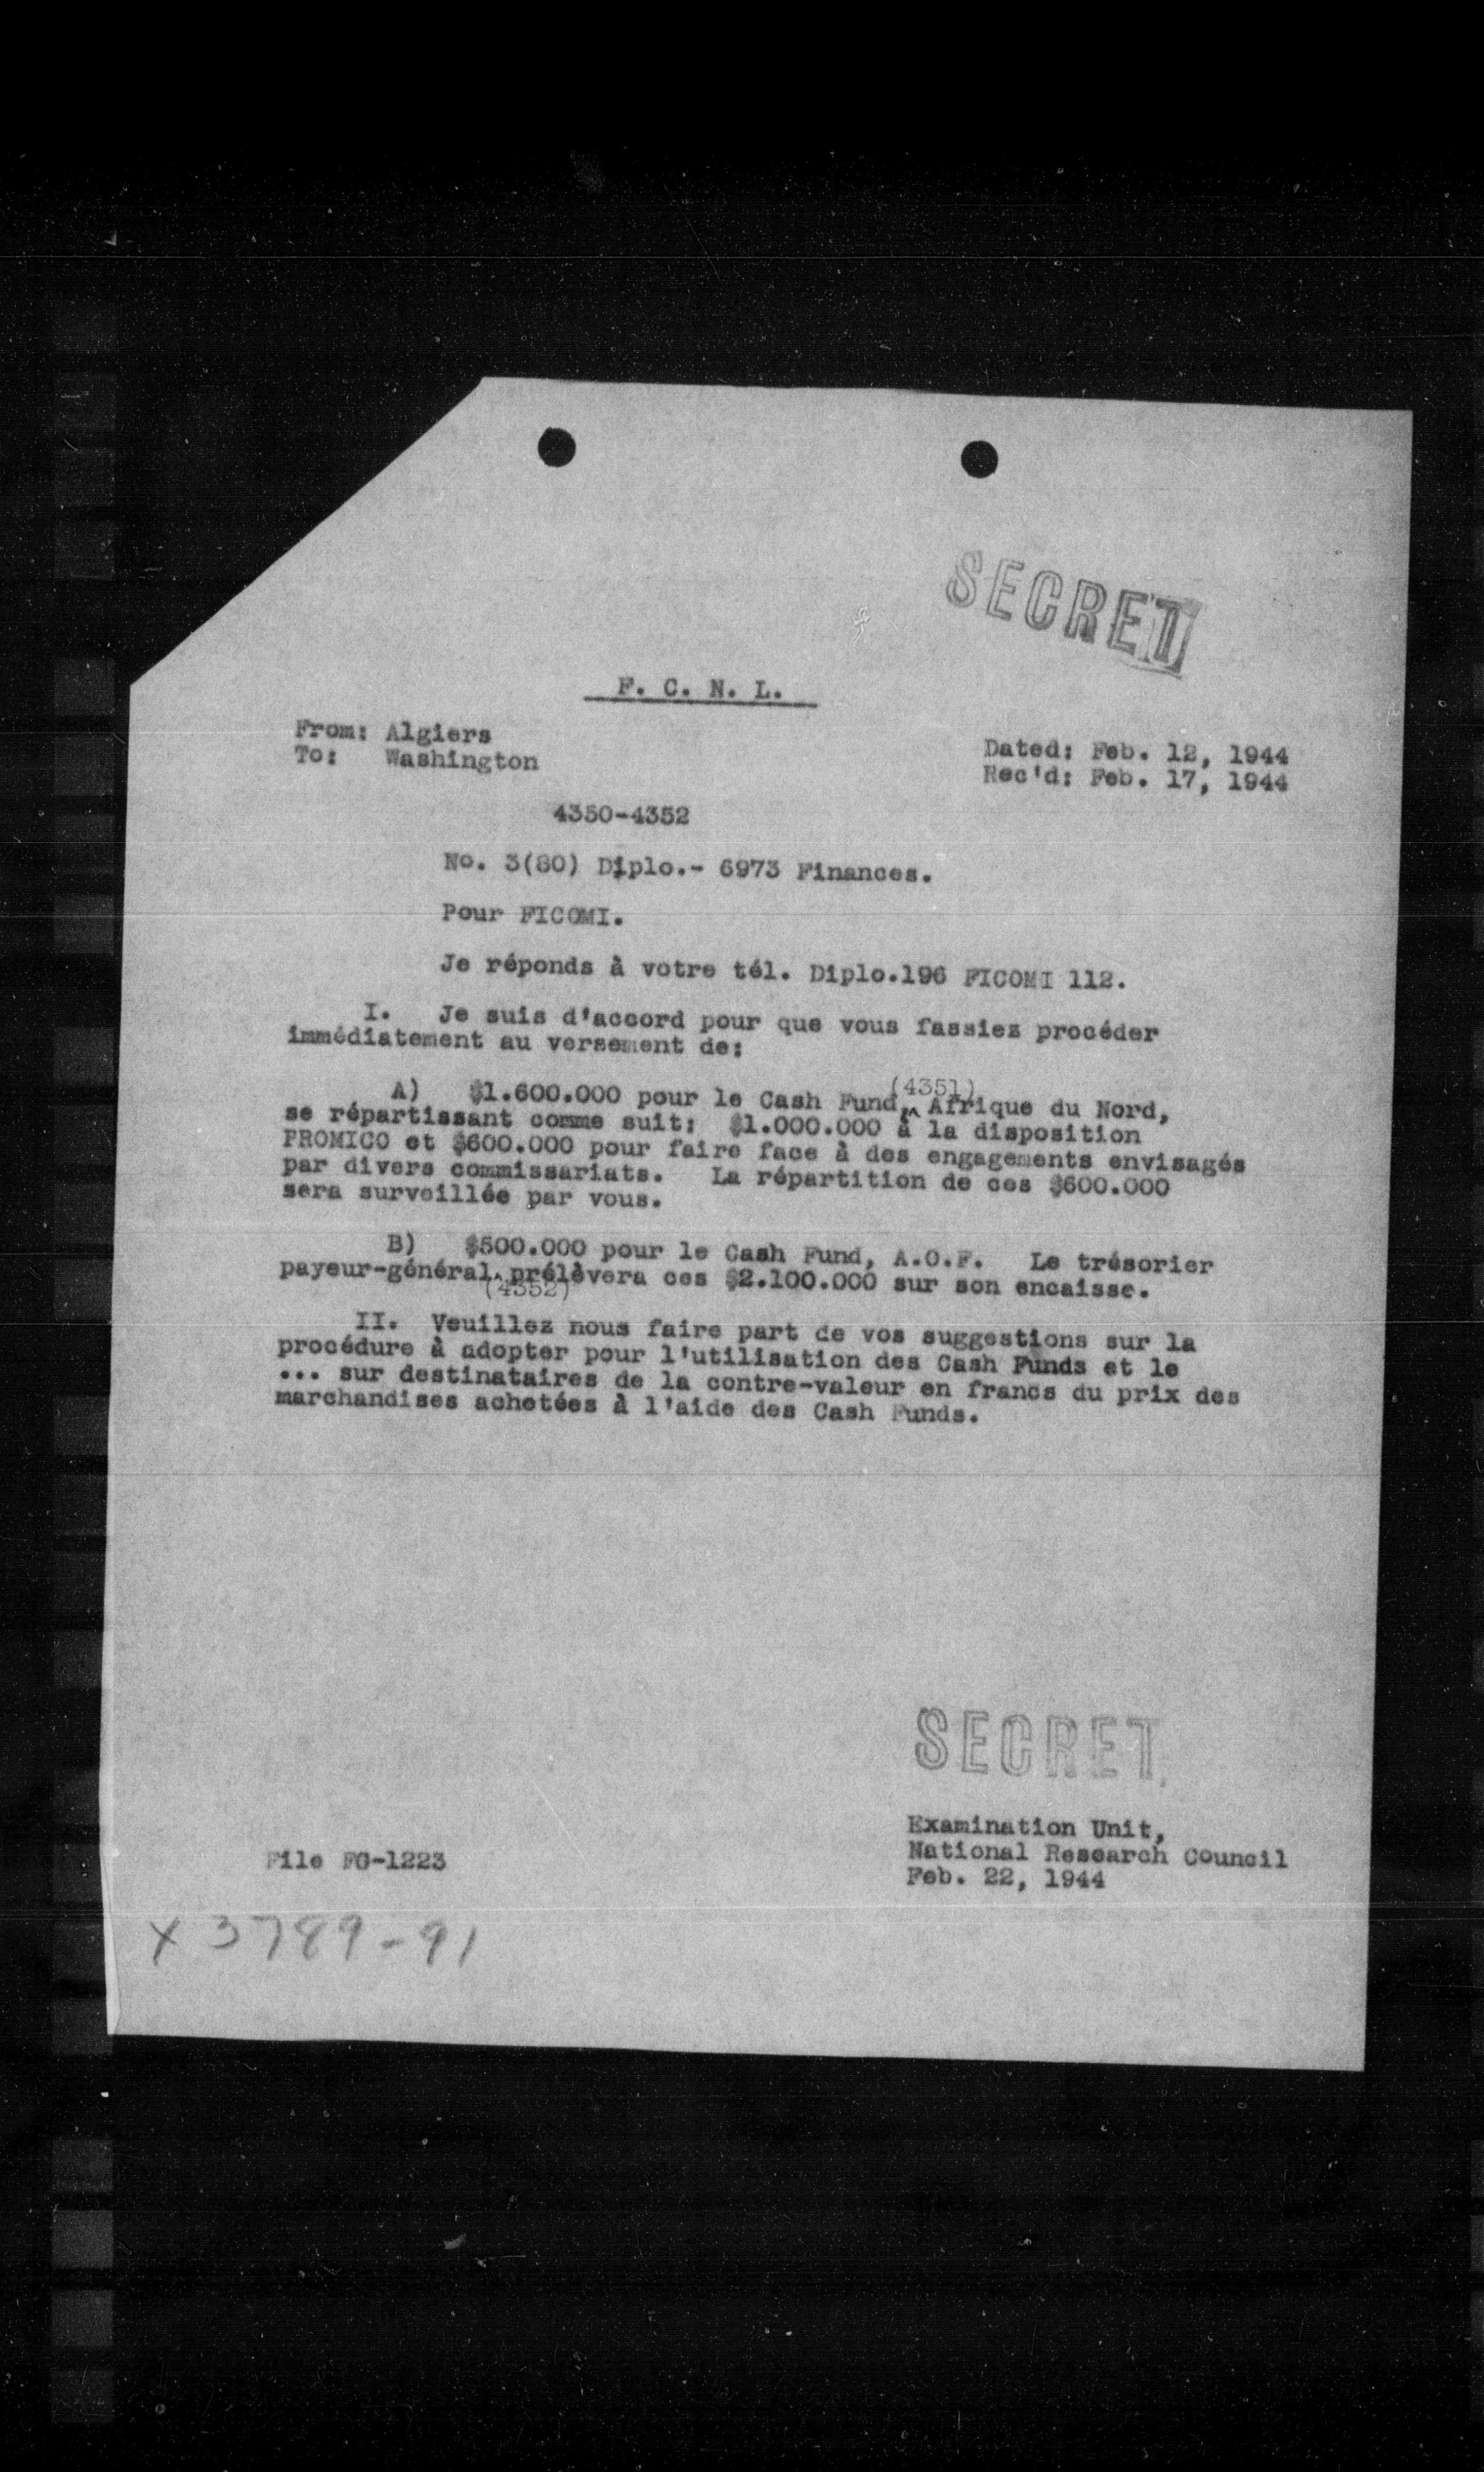 SECRET
F. C. N. L.
From: Algiers
To: Washington
Dated: Feb. 12, 1944
Rec'd: Feb. 17, 1944
4350-4352
No. 3(80) Diplo.- 6973 Finances.
Pour FICOMI.
Je réponds à votre tél. Diplo.196 FICOMI 112.
I. Je suis d'accord pour que vous fassiez procéder
immédiatement au versement de:
(4351)
A) $1.600.000 pour le Cash Fund,^ Afrique du Nord,
se répartissant comme suit: $1.000.000 à la disposition
FROMICO et $600.000 pour faire face à des engagements envisagés
par divers commissariats. La répartition de ces $600.000
sera surveillée par vous.
B) $500.000 pour le Cash Fund, A.O.F. Le trésorier
payeur-général^prélèvera ces $2.100.000 sur son encaisse.
(4352)
II. Veuillez nous faire part de vos suggestions sur la
procédure à adopter pour l'utilisation des Cash Funds et le
... sur destinataires de la contre-valeur en francs du prix des
marchandises achetées à l'aide des Cash Funds.
SECRET
Examination Unit,
National Research Council
Feb. 22, 1944
File FG-1223
X 3789-91